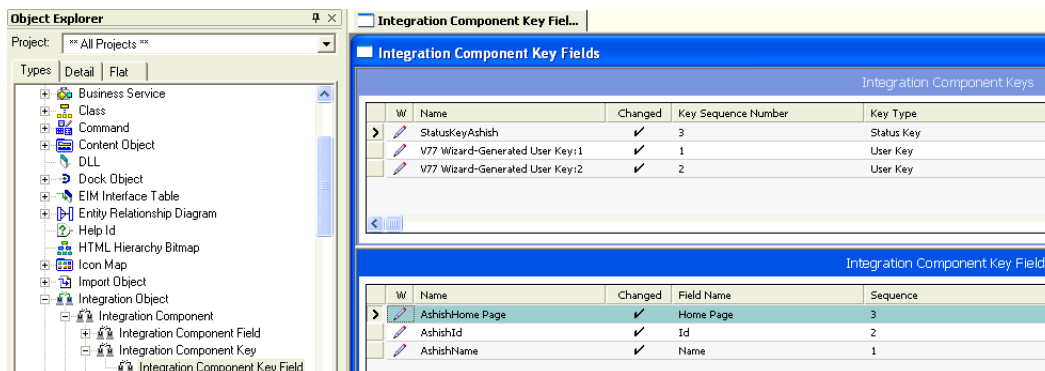 Object Explorer
Project: ** All Projects **
Types Detail Flat
Business Service
Class
Command
Content Object
DLL
Dock Object
EIM Interface Table
Entity Relationship Diagram
Help Id
HTML Hierarchy Bitmap
Icon Map
Import Object
Integration Object
Integration Component
Integration Component Field
Integration Component Key
Integration Component Key Field
Integration Component Key Fiel...
Integration Component Key Fields
Integration Component Keys
W Name Changed Key Sequence Number Key Type
StatusKeyAshish 3 Status Key
V77 Wizard-Generated User Key:1 1 User Key
V77 Wizard-Generated User Key:2 2 User Key
Integration Component Key Field
W Name Changed Field Name Sequence
AshishHome Page Home Page 3
AshishId Id 2
AshishName Name 1